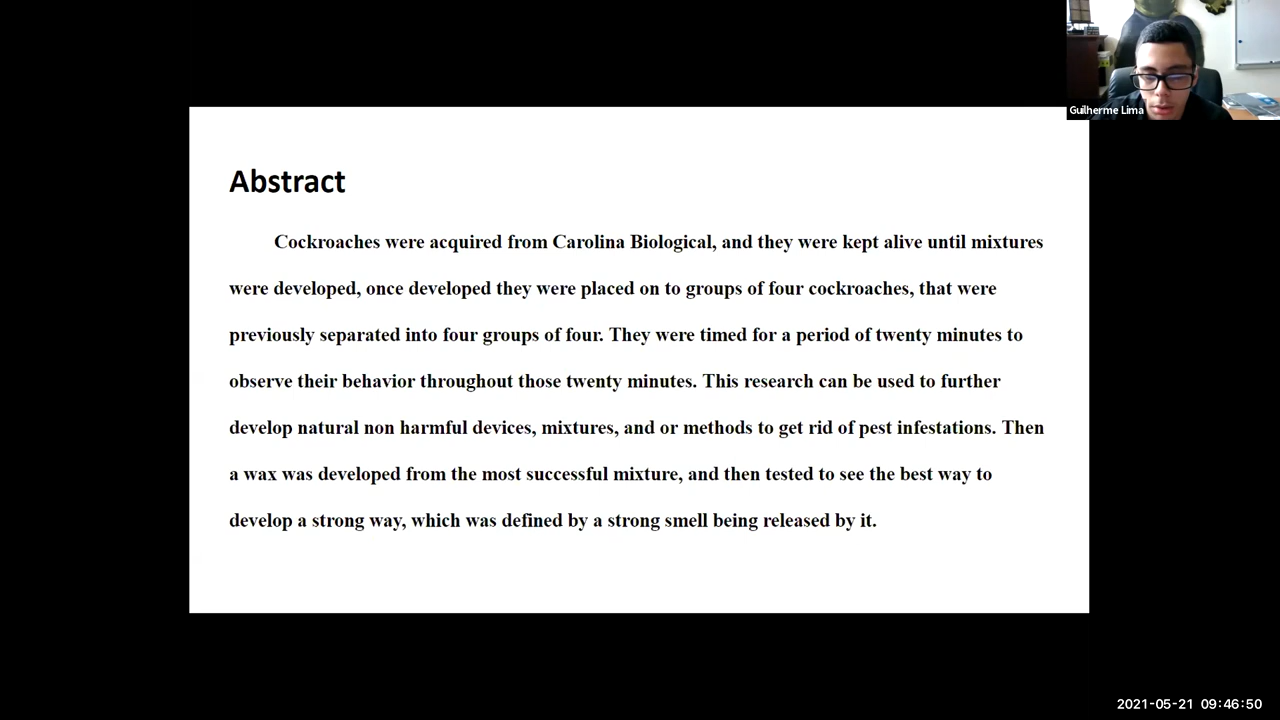 Guilherme Lima
Abstract
Cockroaches were acquired from Carolina Biological, and they were kept alive until mixtures
were developed, once developed they were placed on to groups of four cockroaches, that were
previously separated into four groups of four. They were timed for a period of twenty minutes to
observe their behavior throughout those twenty minutes. This research can be used to further
develop natural non harmful devices, mixtures, and or methods to get rid of pest infestations. Then
a wax was developed from the most successful mixture, and then tested to see the best way to
develop a strong way, which was defined by a strong smell being released by it.
2021-05-21 09:46:50